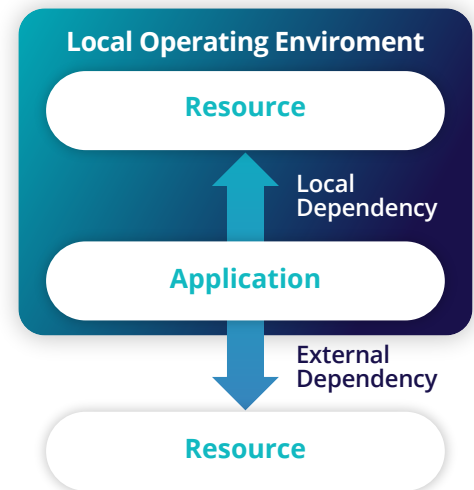 Local Operating Enviroment
Resource
Local
Dependency
Application
External
Dependency
Resource